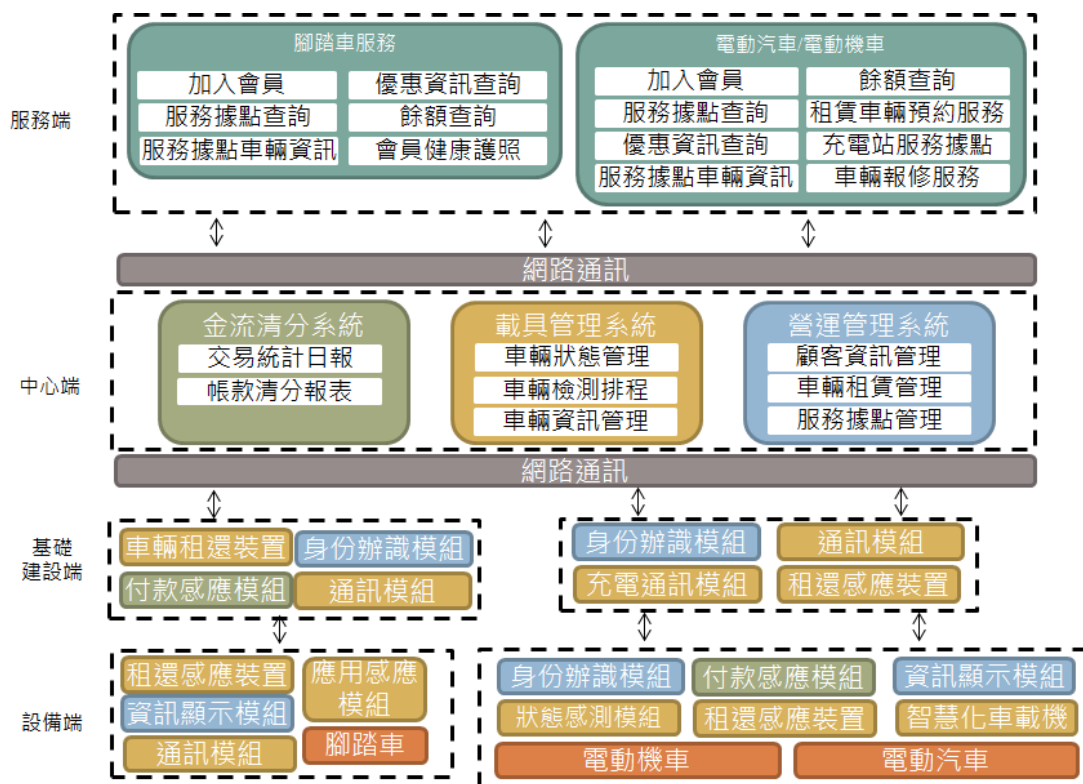 服務端
腳踏車服務
加入會員
優惠資訊查詢
服務據點查詢
餘額查詢
服務據點車輛資訊
會員健康護照
電動汽車/電動機車
加入會員
餘額查詢
服務據點查詢
租賃車輛預約服務
優惠資訊查詢
充電站服務據點
服務據點車輛資訊
車輛報修服務
網路通訊
中心端
金流清分系統
交易統計日報
帳款清分報表
載具管理系統
車輛狀態管理
車輛檢測排程
車輛資訊管理
營運管理系統
顧客資訊管理
車輛租賃管理
服務據點管理
網路通訊
基礎
建設端
車輛租還裝置
身份辦識模組
付款感應模組
通訊模組
身份辦識模組
通訊模組
充電通訊模組
租還感應裝置
設備端
租還感應裝置
應用感應
模組
資訊顯示模組
通訊模組
腳踏車
身份辦識模組
付款感應模組
資訊顯示模組
狀態感測模組
租還感應裝置
智慧化車載機
電動機車
電動汽車